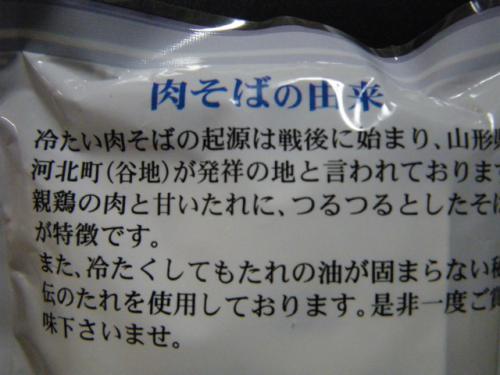 肉そばの由来
冷たい肉そばの起源は戦後に始まり、山形
河北町(谷地)が発祥の地と言われておりま
親鶏の肉と甘いたれに、つるつるとしたそ
が特徴です。
また、冷たくしてもたれの油が固まらない
伝のたれを使用しております。是非一度ご
味下さいませ。